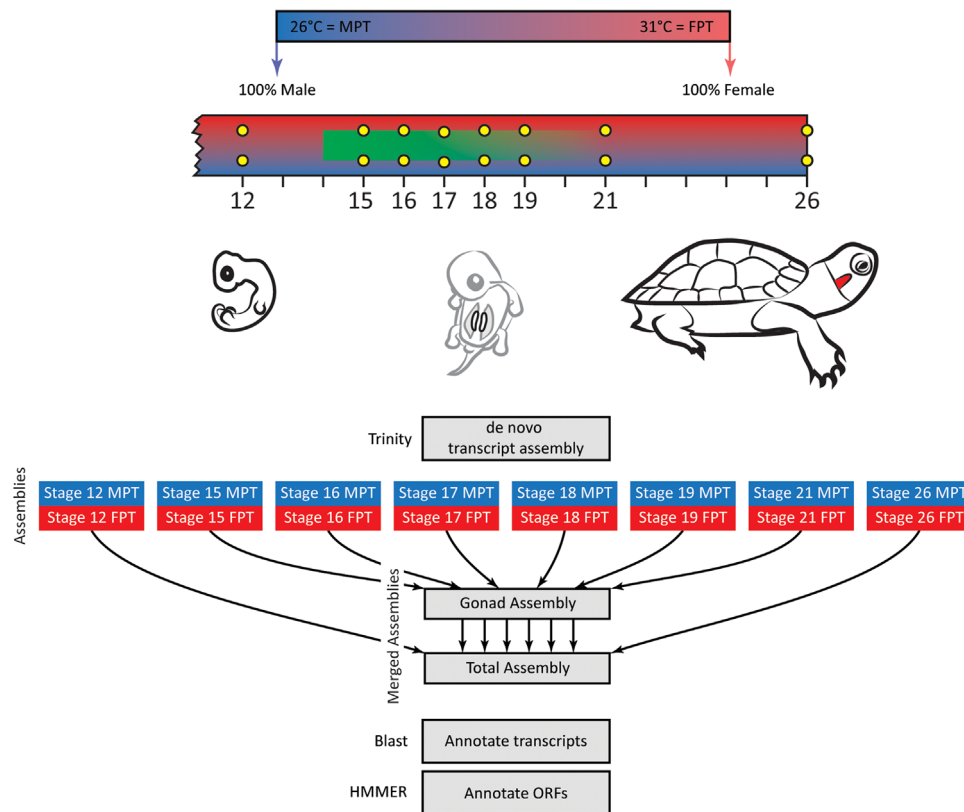 26°C = MPT
31°C = FPT
100% Male
100% Female
12
15
16
17
18
19
21
26
Trinity
de novo
transcript assembly
Assemblies
Stage 12 MPT
Stage 15 MPT
Stage 16 MPT
Stage 17 MPT
Stage 18 MPT
Stage 19 MPT
Stage 21 MPT
Stage 26 MPT
Stage 12 FPT
Stage 15 FPT
Stage 16 FPT
Stage 17 FPT
Stage 18 FPT
Stage 19 FPT
Stage 21 FPT
Stage 26 FPT
Merged Assemblies
Gonad Assembly
Total Assembly
Blast
Annotate transcripts
HMMER
Annotate ORFs